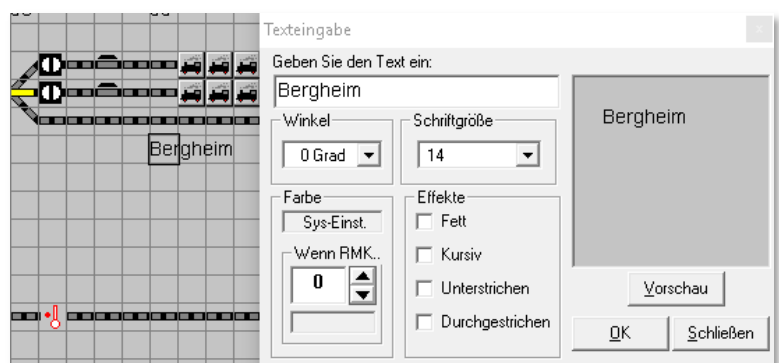 Texteingabe
x
Geben Sie den Text ein:
Bergheim
Bergheim
Bergheim
Winkel
0 Grad
Schriftgröße
14
Farbe
Sys-Einst.
Wenn RMK..
0
Effekte
Fett
Kursiv
Unterstrichen
Durchgestrichen
Vorschau
OK
Schließen